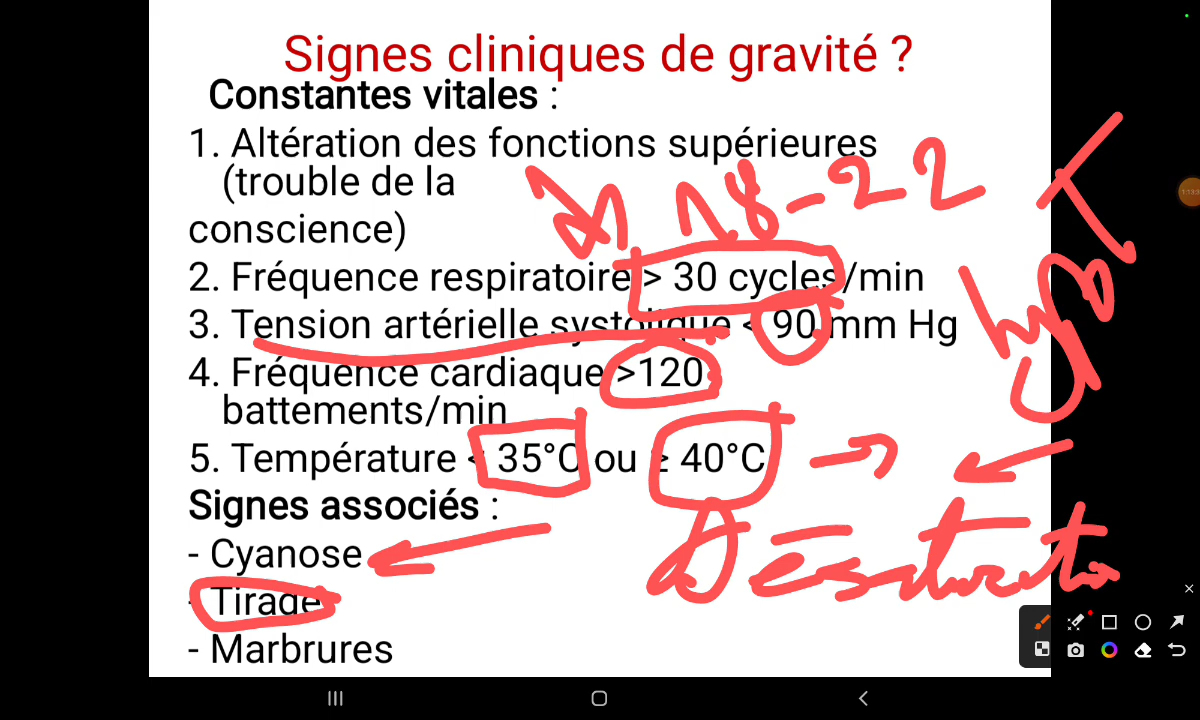 Signes cliniques de gravité ?
Constantes vitales :
1. Altération des fonctions supérieures
(trouble de la
conscience)
18-22
2. Fréquence respiratoire > 30 cycles/min
3. Tension artérielle systolique < 90 mm Hg
4. Fréquence cardiaque >120
battements/min
5. Température < 35°C ou ≥ 40°C
Signes associés :
- Cyanose
- Tirage
- Marbrures